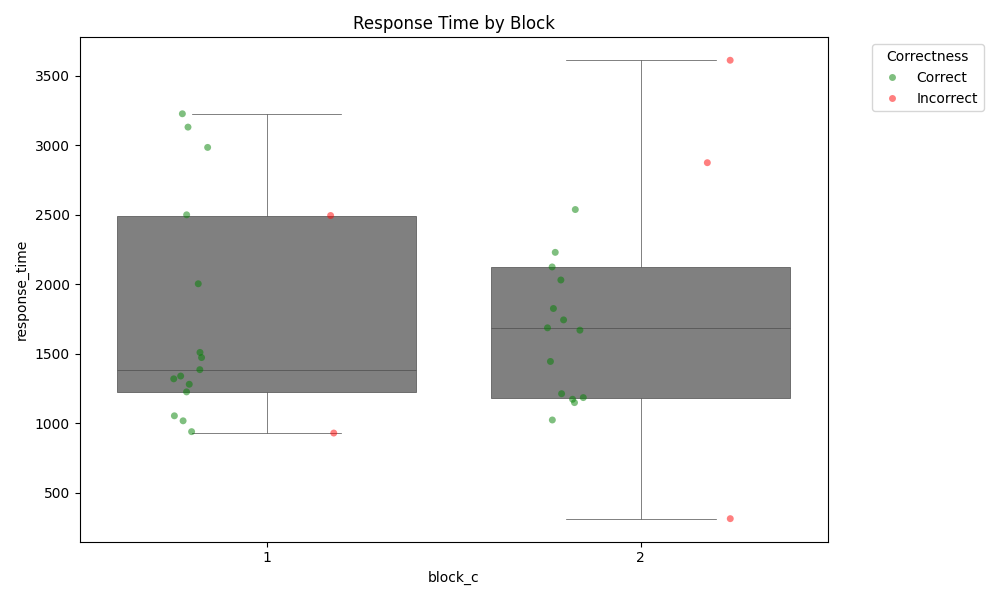 Response Time by Block
Correctness
Correct
Incorrect
3500
3000
2500
2000
1500
1000
500
response_time
1
2
block_c